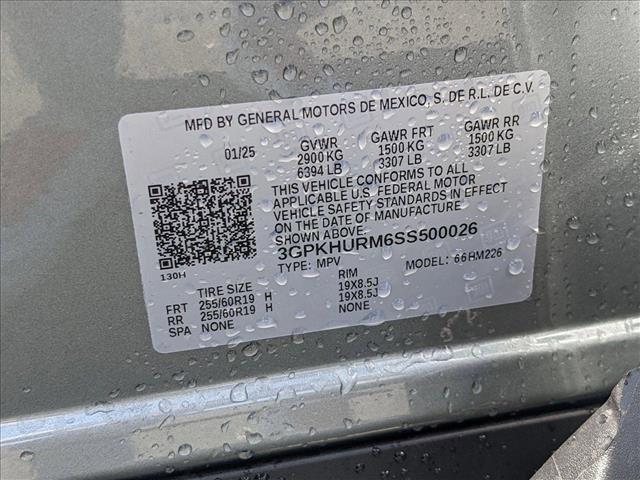 MFD BY GENERAL MOTORS DE MEXICO, S. DE R.L. DE C.V.
01/25 GVWR GAWR FRT GAWR RR
2900 KG 1500 KG 1500 KG
6394 LB 3307 LB 3307 LB
THIS VEHICLE CONFORMS TO ALL
APPLICABLE U.S. FEDERAL MOTOR
VEHICLE SAFETY STANDARDS IN EFFECT
ON THE DATE OF MANUFACTURE
SHOWN ABOVE.
3GPKHURM6SS500026
TYPE: MPV MODEL: 66HM226
130H
TIRE SIZE RIM
FRT 255/60R19 H 19X8.5J
RR 255/60R19 H 19X8.5J
SPA NONE NONE